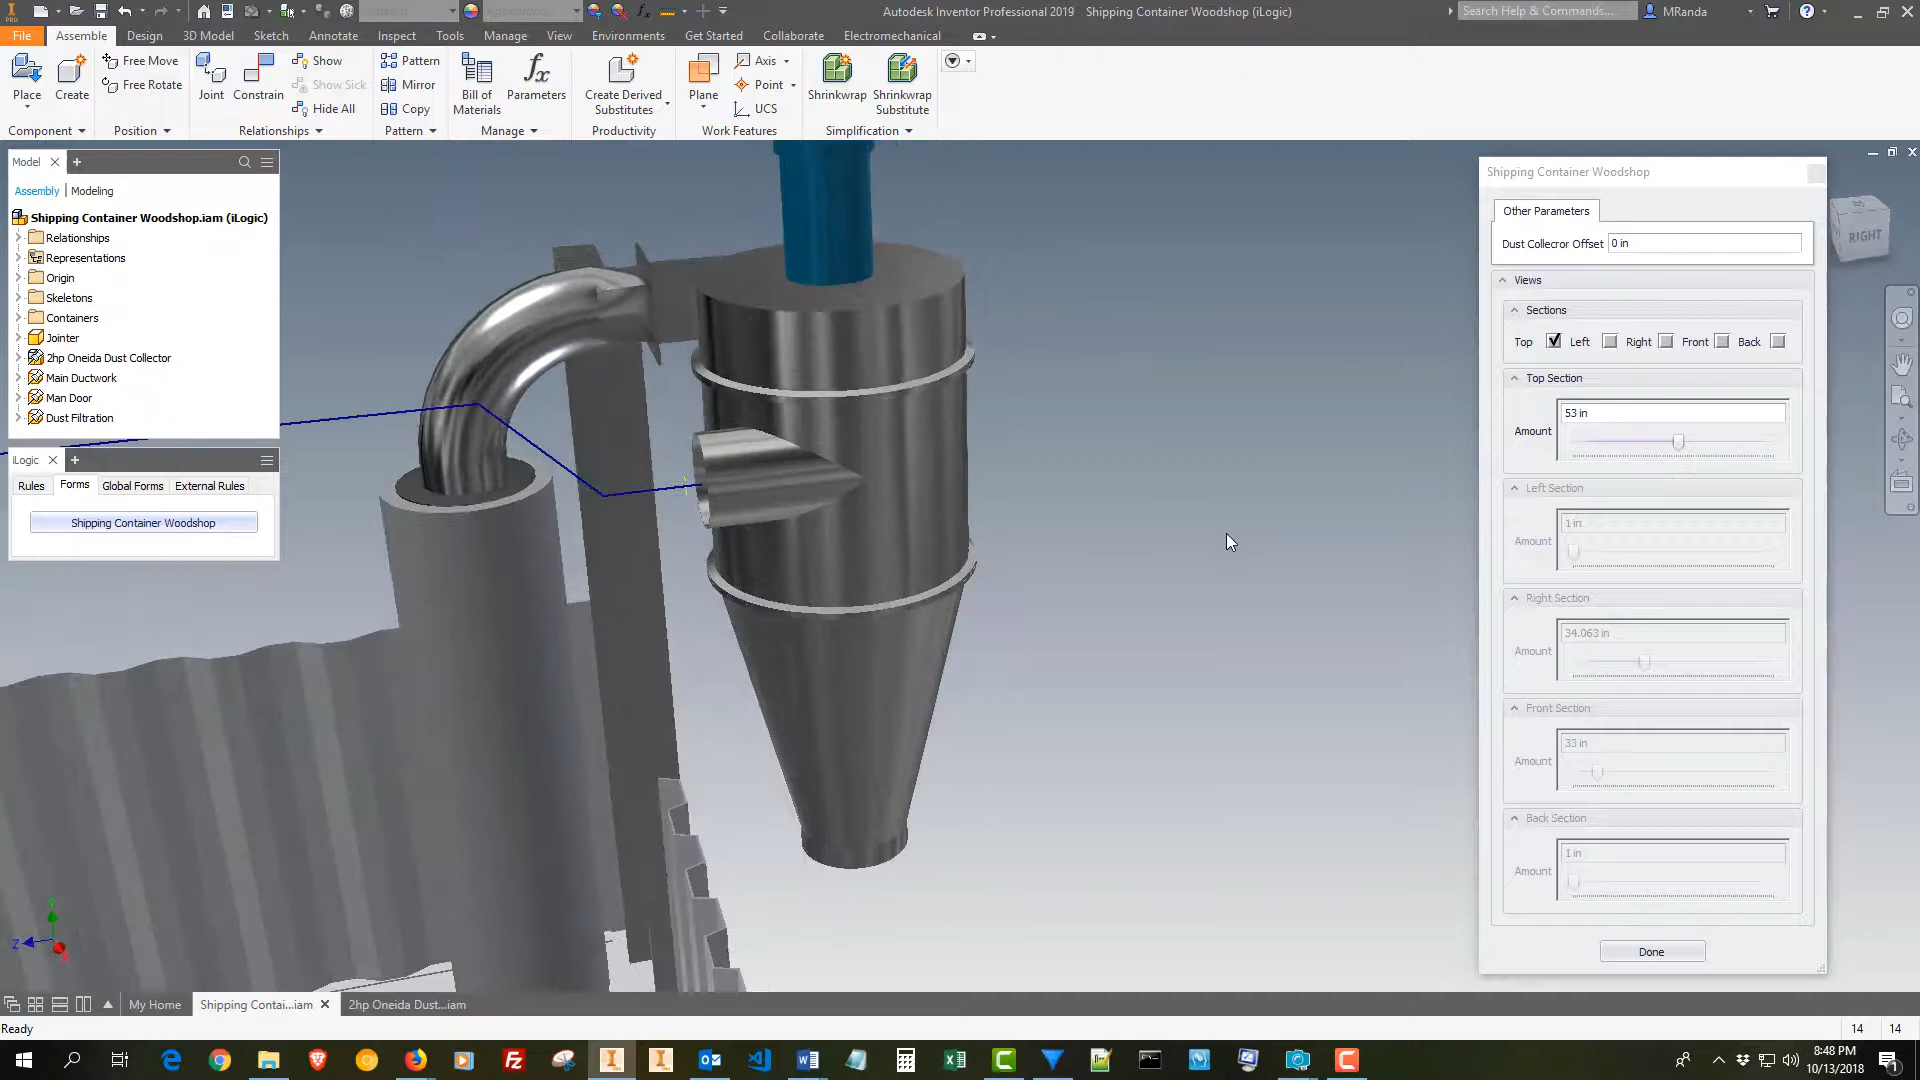 Autodesk Inventor Professional 2019 Shipping Container Woodshop (iLogic)
Search Help & Commands...
MRanda
File Assemble Design 3D Model Sketch Annotate Inspect Tools Manage View Environments Get Started Collaborate Electromechanical
Place
Create
Free Move
Free Rotate
Joint
Constrain
Show
Show Sick
Hide All
Pattern
Mirror
Copy
Bill of Materials
Parameters
Create Derived Substitutes
Plane
Axis
Point
UCS
Shrinkwrap
Shrinkwrap Substitute
Component Position Relationships Pattern Manage Productivity Work Features Simplification
Model
Assembly | Modeling
Shipping Container Woodshop.iam (iLogic)
Relationships
Representations
Origin
Skeletons
Containers
Jointer
2hp Oneida Dust Collector
Main Ductwork
Man Door
Dust Filtration
iLogic
Rules Forms Global Forms External Rules
Shipping Container Woodshop
Z
Shipping Container Woodshop
Other Parameters
Dust Collecror Offset 0 in
Views
Sections
Top Left Right Front Back
Top Section
53 in
Amount
Left Section
1 in
Amount
Right Section
34.063 in
Amount
Front Section
33 in
Amount
Back Section
1 in
Amount
Done
RIGHT
My Home Shipping Contai...iam 2hp Oneida Dust...iam
Ready
14 14
8:48 PM
10/13/2018